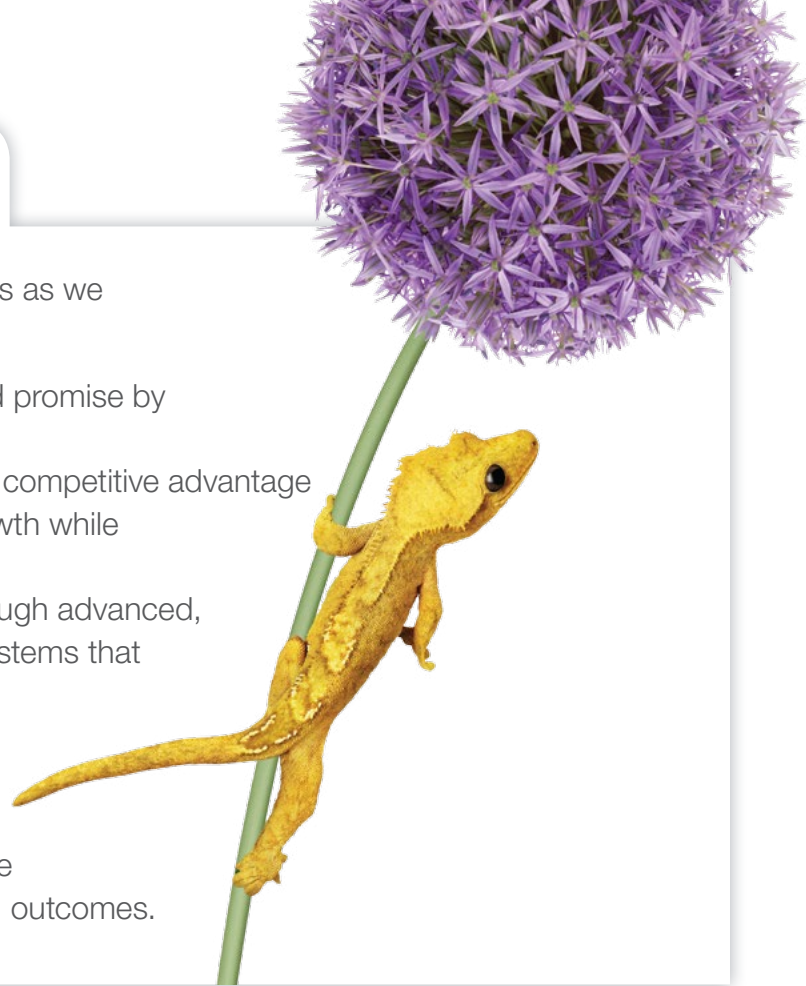 s as we
promise by
competitive advantage
wth while
ugh advanced,
stems that
e
outcomes.